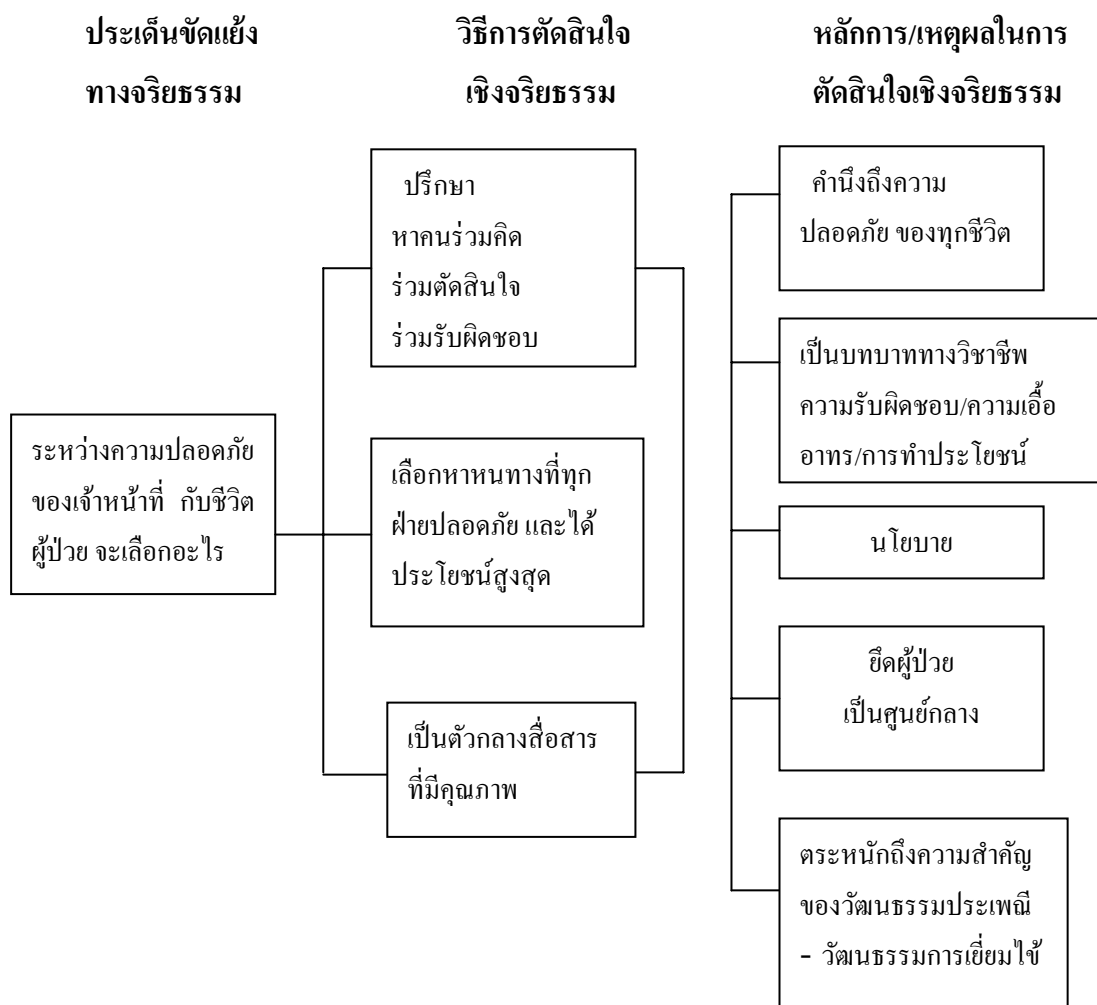 ประเด็นขัดแย้ง
ทางจริยธรรม
วิธีการตัดสินใจ
เชิงจริยธรรม
หลักการ/เหตุผลในการ
ตัดสินใจเชิงจริยธรรม
ระหว่างความปลอดภัย
ของเจ้าหน้าที่ กับชีวิต
ผู้ป่วย จะเลือกอะไร
ปรึกษา
หาคนร่วมคิด
ร่วมตัดสินใจ
ร่วมรับผิดชอบ
เลือกหาหนทางที่ทุก
ฝ่ายปลอดภัย และได้
ประโยชน์สูงสุด
เป็นตัวกลางสื่อสาร
ที่มีคุณภาพ
คำนึงถึงความ
ปลอดภัย ของทุกชีวิต
เป็นบทบาททางวิชาชีพ
ความรับผิดชอบ/ความเอื้อ
อาทร/การทำประโยชน์
นโยบาย
ยึดผู้ป่วย
เป็นศูนย์กลาง
ตระหนักถึงความสำคัญ
ของวัฒนธรรมประเพณี
- วัฒนธรรมการเยี่ยมไข้